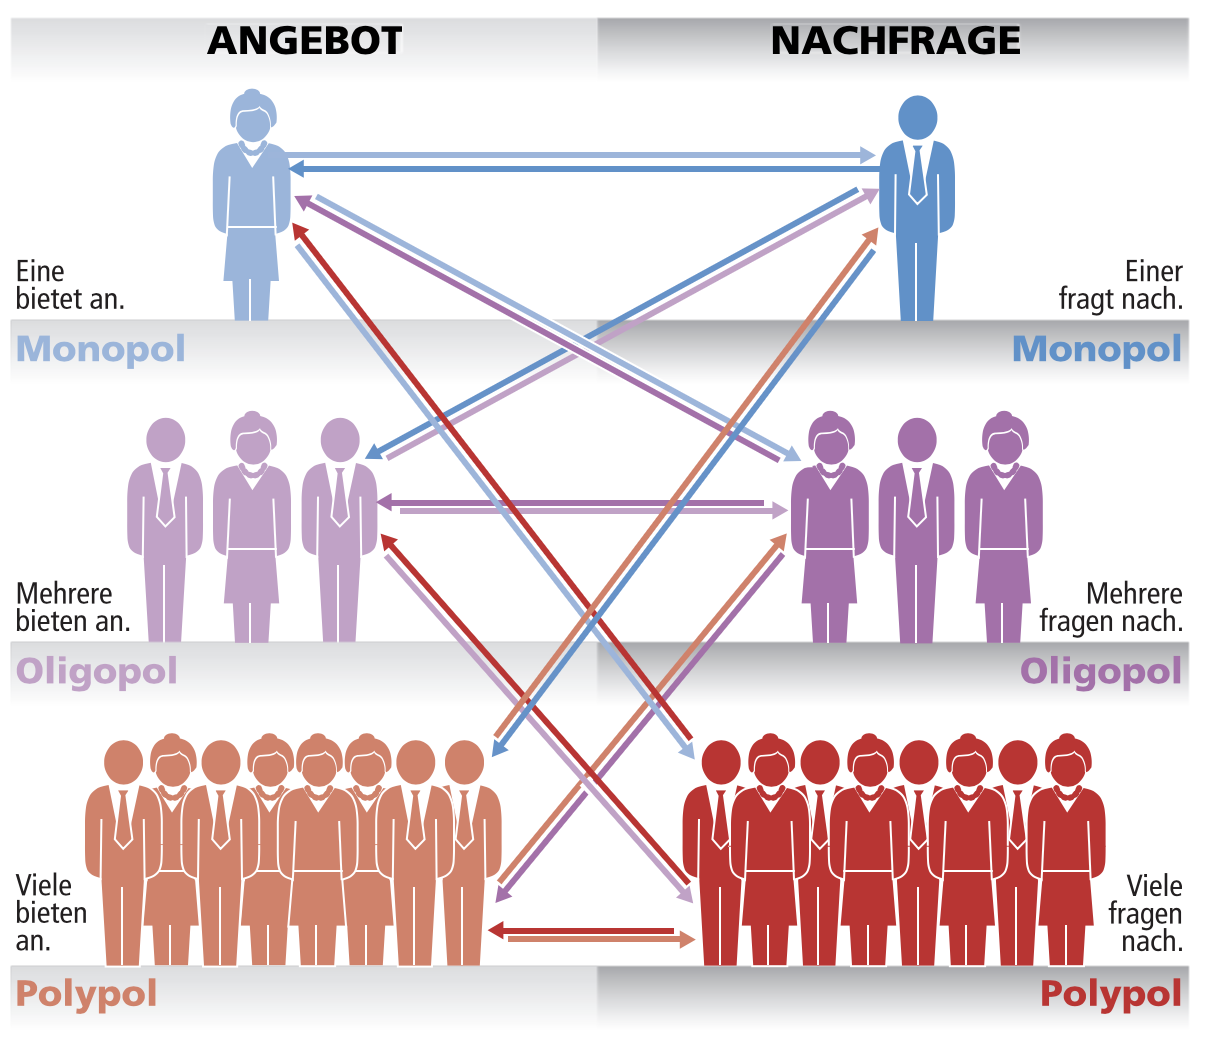 ANGEBOT
NACHFRAGE
Eine
bietet an.
Einer
fragt nach.
Monopol
Monopol
Mehrere
bieten an.
Mehrere
fragen nach.
Oligopol
Oligopol
Viele
bieten
an.
Viele
fragen
nach.
Polypol
Polypol